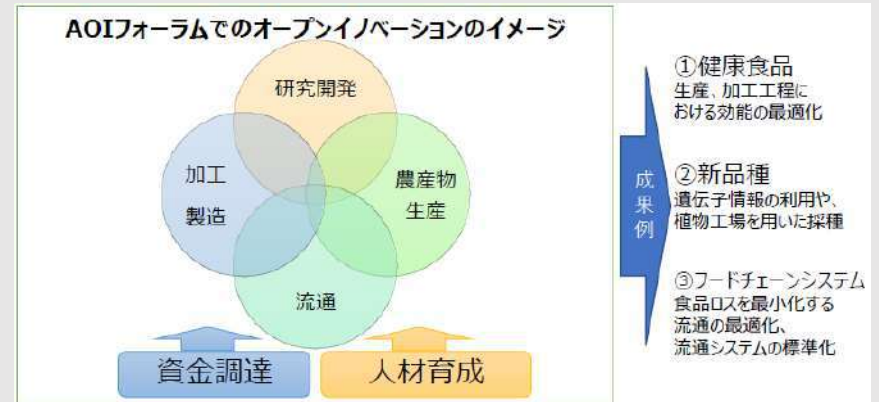 AOIフォーラムでのオープンイノベーションのイメージ
研究開発
加工
製造
農産物
生産
流通
資金調達
人材育成
成果例
①健康食品
生産、加工工程に
おける効能の最適化
②新品種
遺伝子情報の利用や、
植物工場を用いた採種
③フードチェーンシステム
食品ロスを最小化する
流通の最適化、
流通システムの標準化